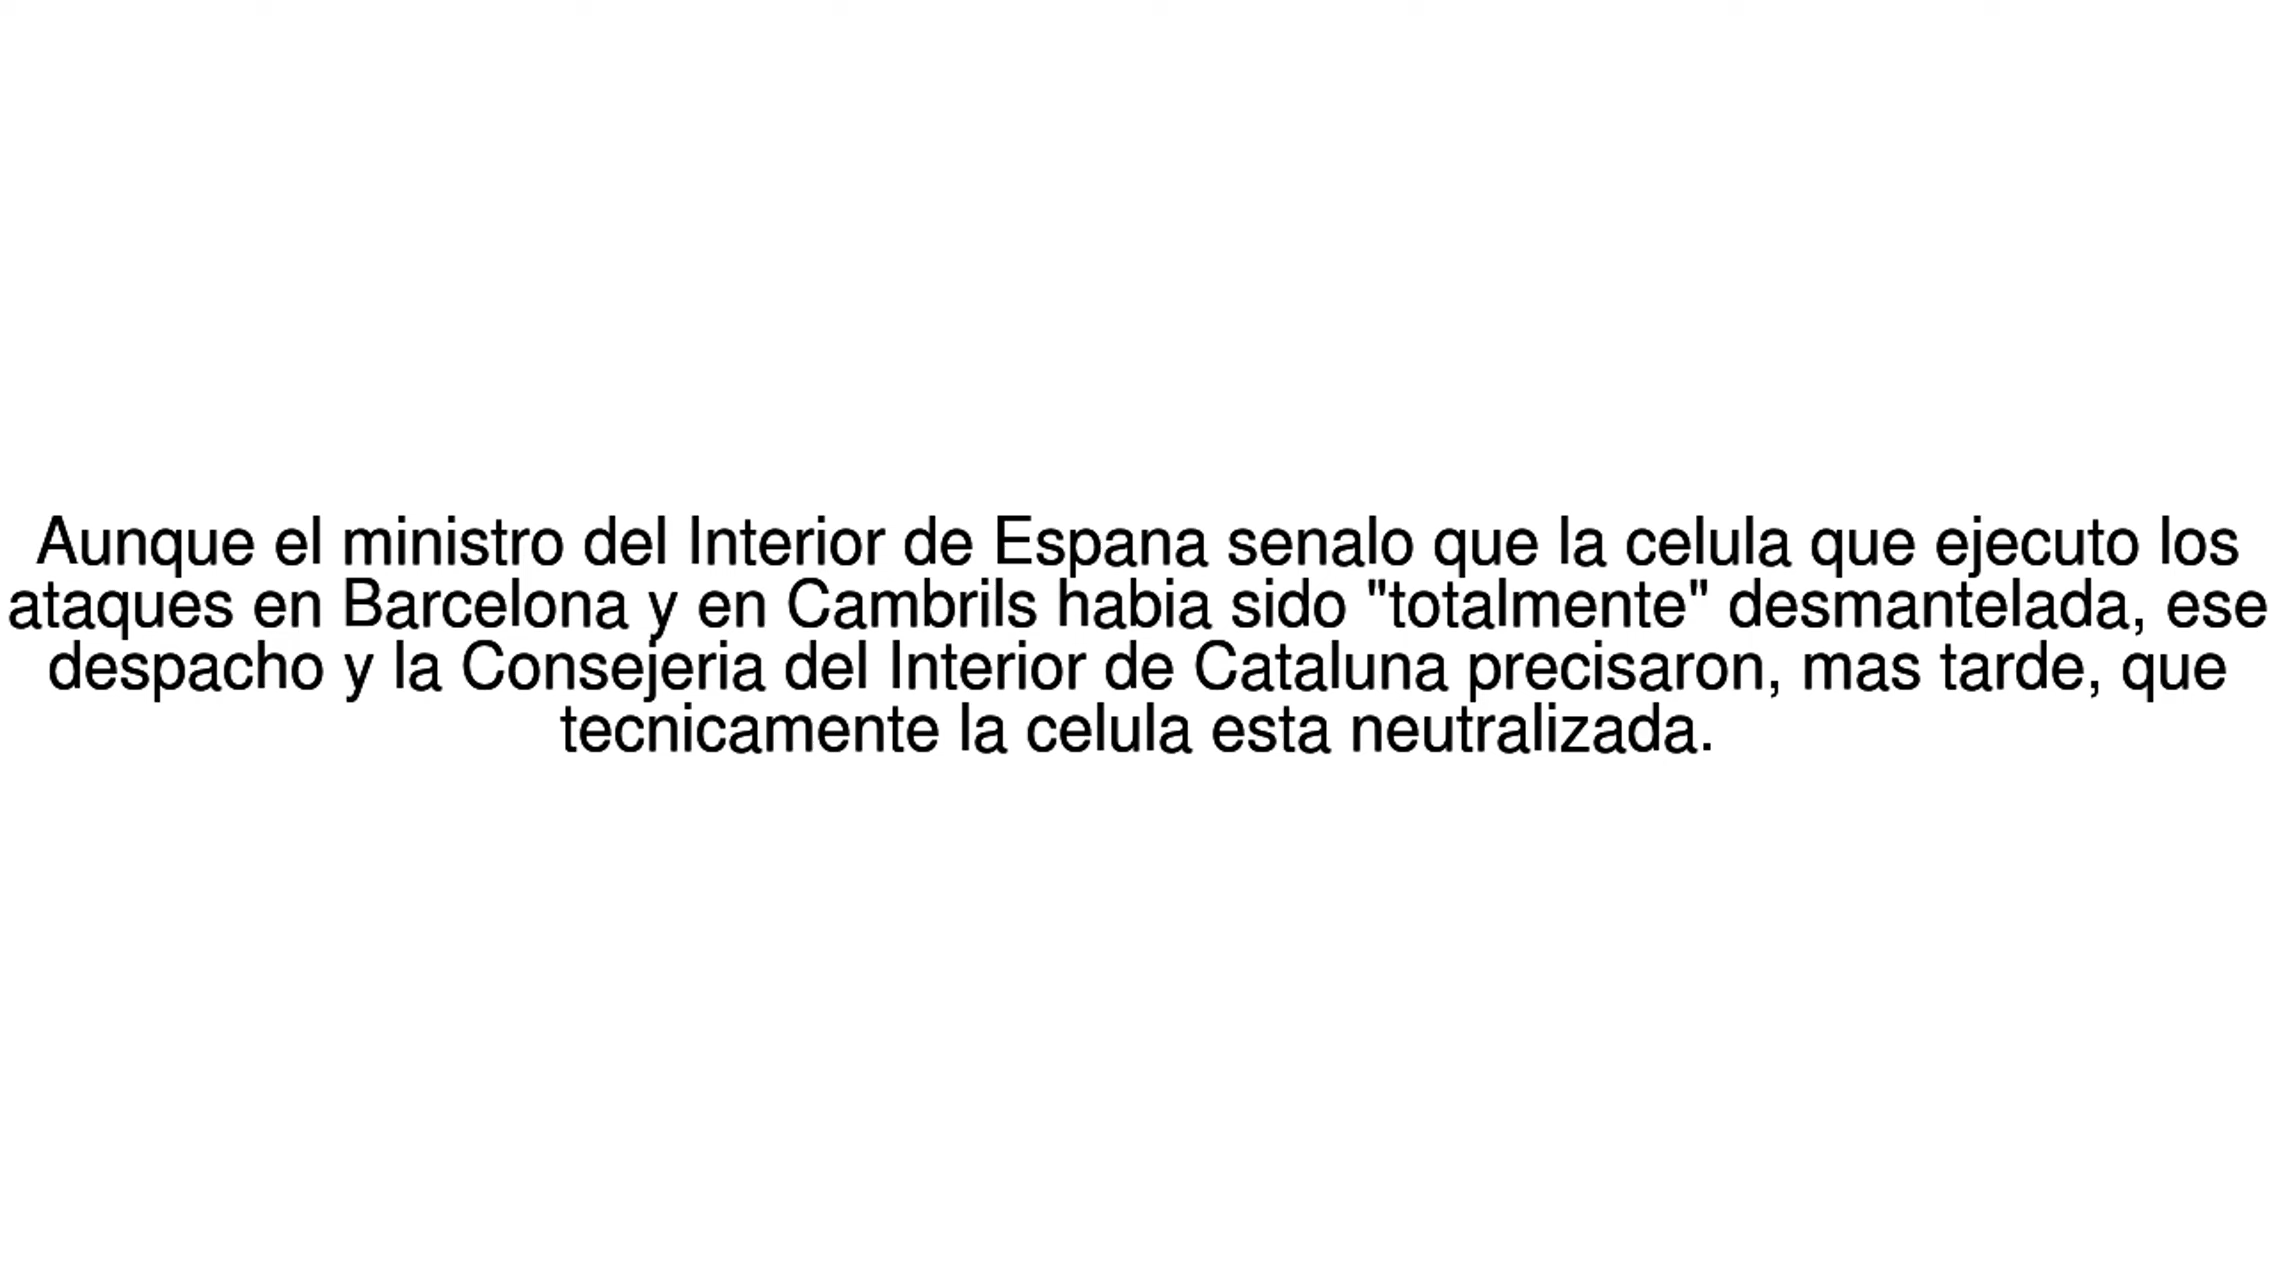 Aunque el ministro del Interior de Espana senalo que la celula que ejecuto los
ataques en Barcelona y en Cambrils habia sido "totalmente" desmantelada, ese
despacho y la Consejeria del Interior de Cataluna precisaron, mas tarde, que
tecnicamente la celula esta neutralizada.